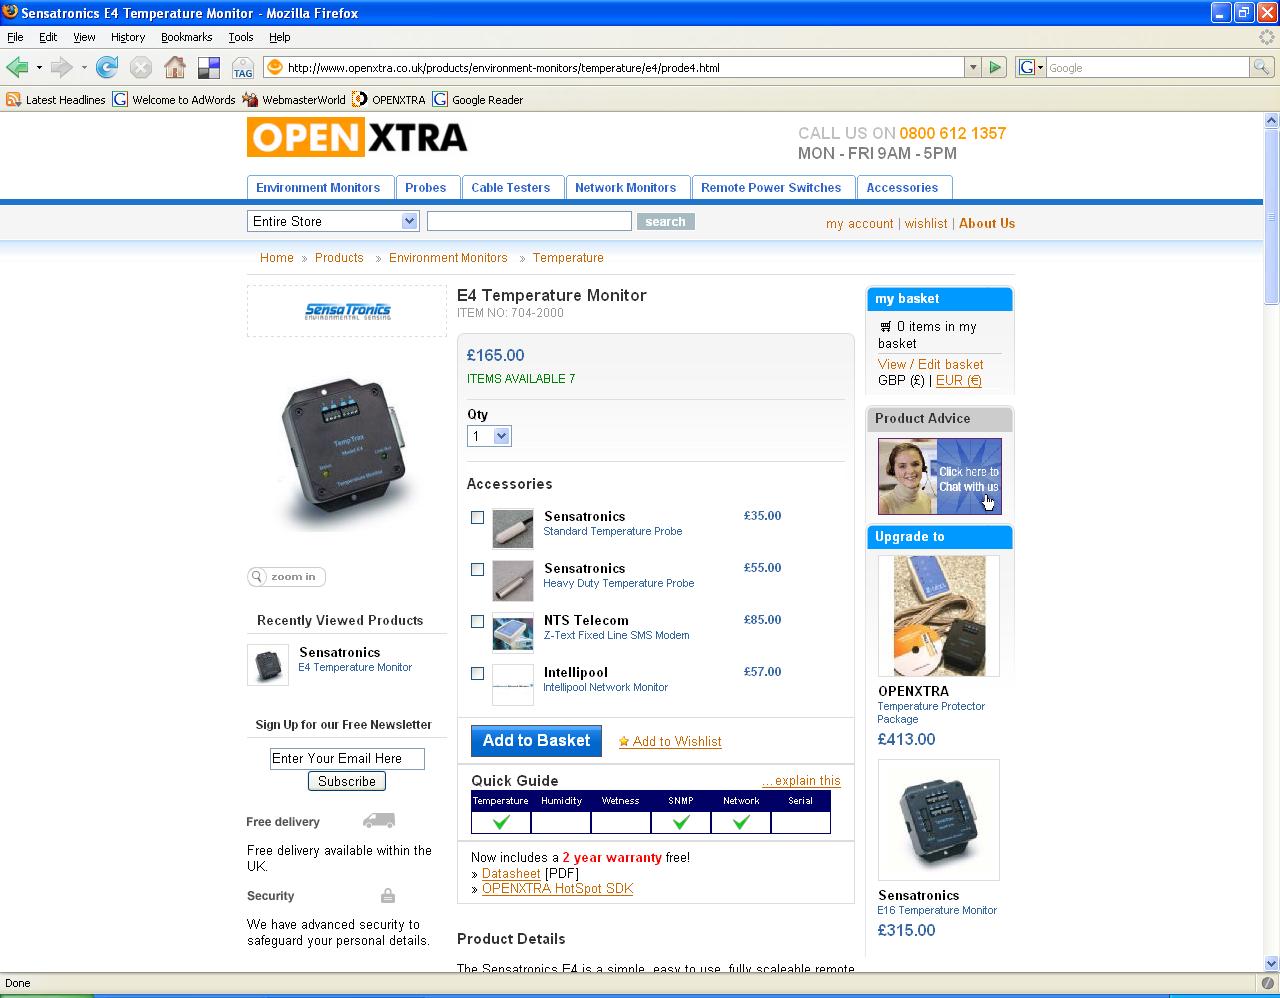 Sensatronics E4 Temperature Monitor - Mozilla Firefox
File Edit View History Bookmarks Tools Help
TAG http://www.openxtra.co.uk/products/environment-monitors/temperature/e4/prode4.html G Google
Latest Headlines G Welcome to AdWords WebmasterWorld OPENXTRA G Google Reader
OPENXTRA
CALL US ON 0800 612 1357
MON - FRI 9AM - 5PM
Environment Monitors Probes Cable Testers Network Monitors Remote Power Switches Accessories
Entire Store search my account | wishlist | About Us
Home » Products » Environment Monitors » Temperature
SENSATRONICS
ENVIRONMENTAL SENSING
TempTrax
Model E4
Temperature Monitor
zoom in
Recently Viewed Products
Sensatronics
E4 Temperature Monitor
Sign Up for our Free Newsletter
Enter Your Email Here
Subscribe
Free delivery
Free delivery available within the
UK.
Security
We have advanced security to
safeguard your personal details.
E4 Temperature Monitor
ITEM NO: 704-2000
£165.00
ITEMS AVAILABLE 7
Qty
1
Accessories
Sensatronics £35.00
Standard Temperature Probe
Sensatronics £55.00
Heavy Duty Temperature Probe
NTS Telecom £85.00
Z-Text Fixed Line SMS Modem
Intellipool £57.00
Intellipool Network Monitor
Add to Basket Add to Wishlist
Quick Guide ...explain this
Temperature Humidity Wetness SNMP Network Serial
Now includes a 2 year warranty free!
» Datasheet [PDF]
» OPENXTRA HotSpot SDK
Product Details
The Sensatronics E4 is a simple, easy to use, fully scaleable remote
my basket
0 items in my
basket
View / Edit basket
GBP (£) | EUR (€)
Product Advice
Click here to
Chat with us
Upgrade to
OPENXTRA
Temperature Protector
Package
£413.00
Sensatronics
E16 Temperature Monitor
£315.00
Done